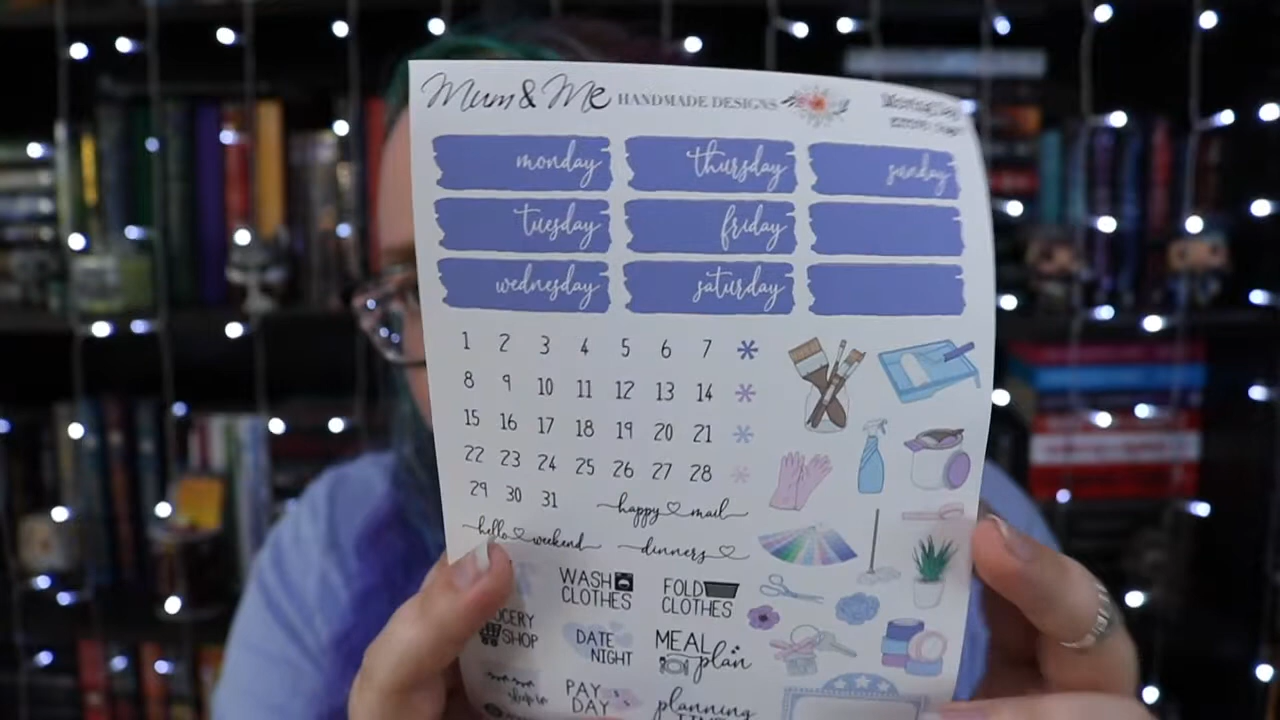 Mum & Me HANDMADE DESIGNS
monday thursday sunday
tuesday friday
wednesday saturday
1 2 3 4 5 6 7 *
8 9 10 11 12 13 14 *
15 16 17 18 19 20 21 *
22 23 24 25 26 27 28 *
29 30 31
happy mail
hello weekend
dinner
WASH CLOTHES
FOLD CLOTHES
SHOP
DATE NIGHT
MEAL plan
PAY DAY
planning